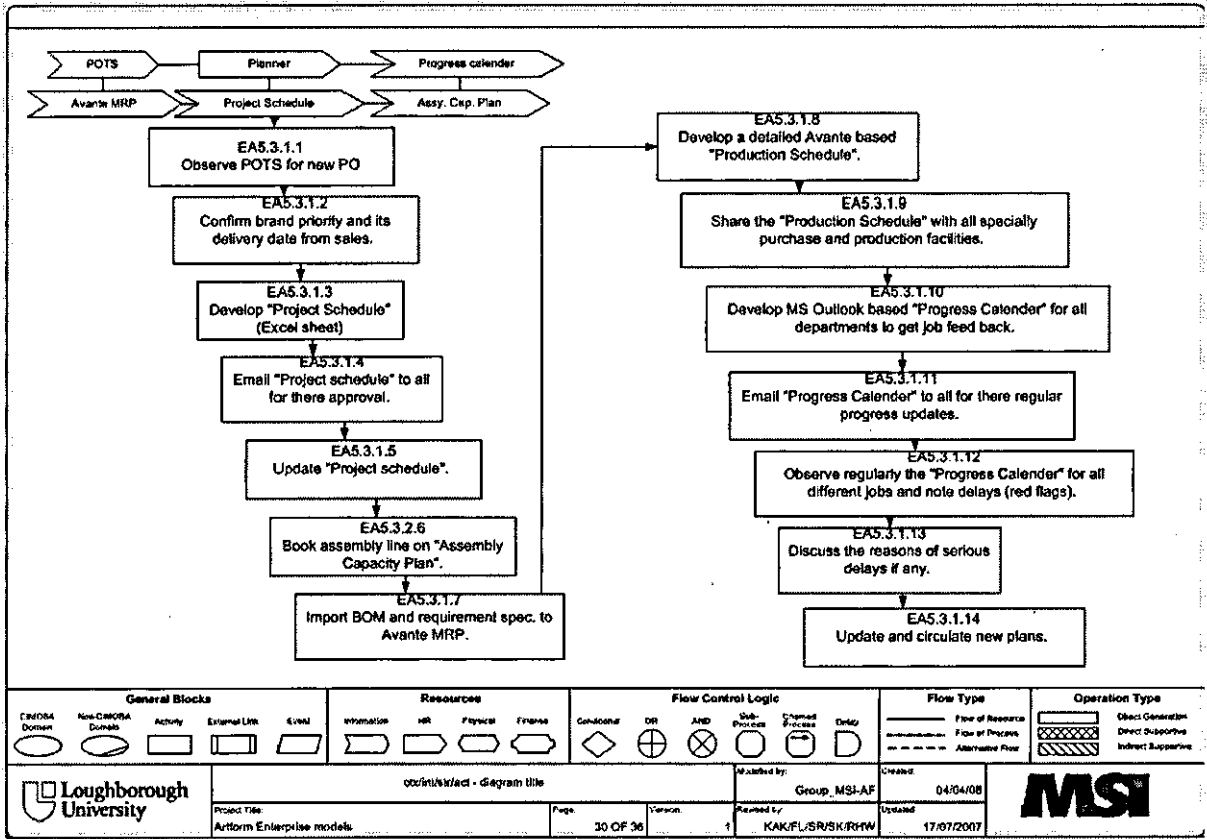 POTS
Planner
Progress calender
Avante MRP
Project Schedule
Assy. Cap. Plan
EA5.3.1.1
Observe POTS for new PO
EA5.3.1.2
Confirm brand priority and its
delivery date from sales.
EA5.3.1.3
Develop "Project Schedule"
(Excel sheet)
EA5.3.1.4
Email "Project schedule" to all
for there approval.
EA5.3.1.5
Update "Project schedule".
EA5.3.2.6
Book assembly line on "Assembly
Capacity Plan".
EA5.3.1.7
Import BOM and requirement spec. to
Avante MRP.
EA5.3.1.8
Develop a detailed Avante based
"Production Schedule".
EA5.3.1.9
Share the "Production Schedule" with all specially
purchase and production facilities.
EA5.3.1.10
Develop MS Outlook based "Progress Calender" for all
departments to get job feed back.
EA5.3.1.11
Email "Progress Calender" to all for there regular
progress updates.
EA5.3.1.12
Observe regularly the "Progress Calender" for all
different jobs and note delays (red flags).
EA5.3.1.13
Discuss the reasons of serious
delays if any.
EA5.3.1.14
Update and circulate new plans.
General Blocks
CIMOSA
Domain
Non-CIMOSA
Domain
Activity
External Link
Event
Resources
Information
HR
Physical
Finance
Flow Control Logic
OR
AND
Sub-
Process
Process
Delay
Flow Type
Flow of Resource
Flow of Process
Alternative Flow
Operation Type
Direct Generation
Direct Supportive
Indirect Supportive
Loughborough
University
- diagram title
Modelled by:
Group_MSI-AF
Created:
04/04/06
Project Title:
Artform Enterprise models
Page:
30 OF 36
Version:
1
Revised by:
KAK/FL/SR/SK/RHW
Updated
17/07/2007
MSI